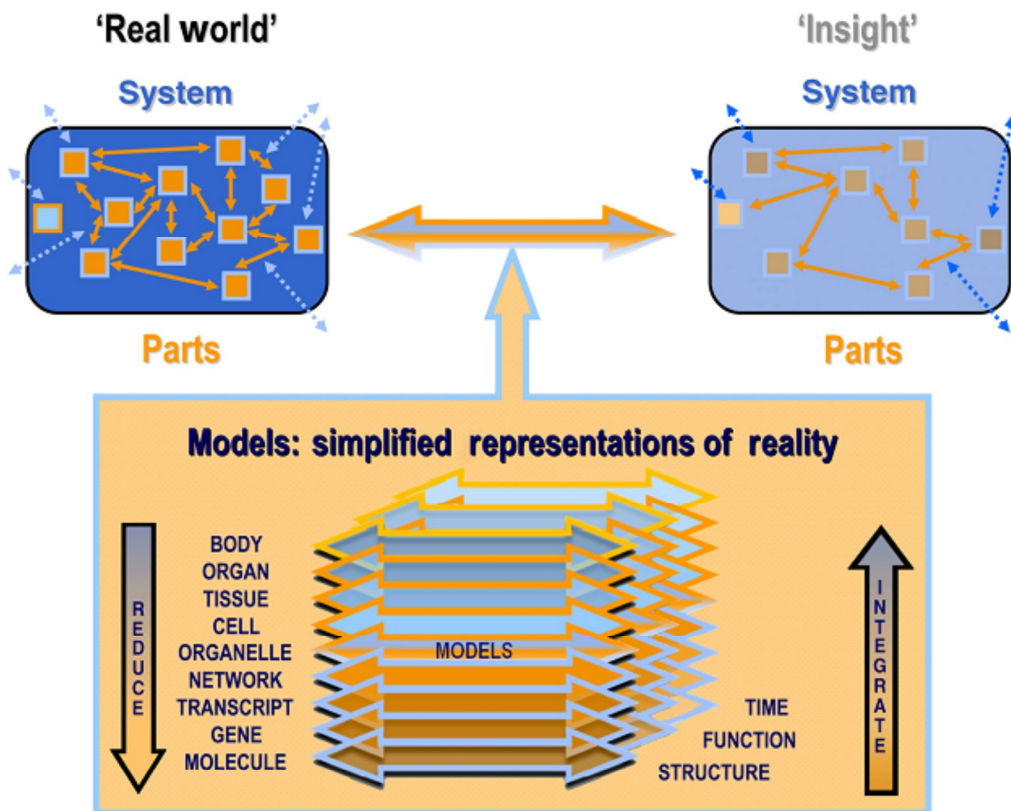 'Real world'
'Insight'
System
System
Parts
Parts
Models: simplified representations of reality
REDUCE
BODY
ORGAN
TISSUE
CELL
ORGANELLE
NETWORK
TRANSCRIPT
GENE
MOLECULE
MODELS
TIME
FUNCTION
STRUCTURE
INTEGRATE